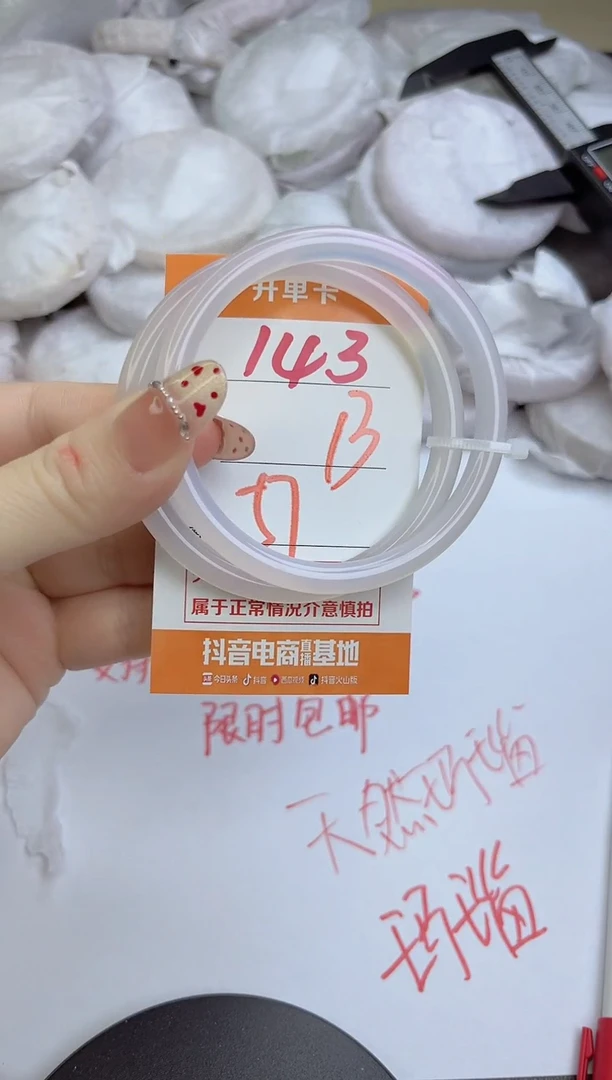 开单卡
143
13
属于正常情况介意慎拍
抖音电商直播基地
今日头条 抖音 西瓜视频 抖音火山版
限时包邮
天然玛瑙
玛瑙